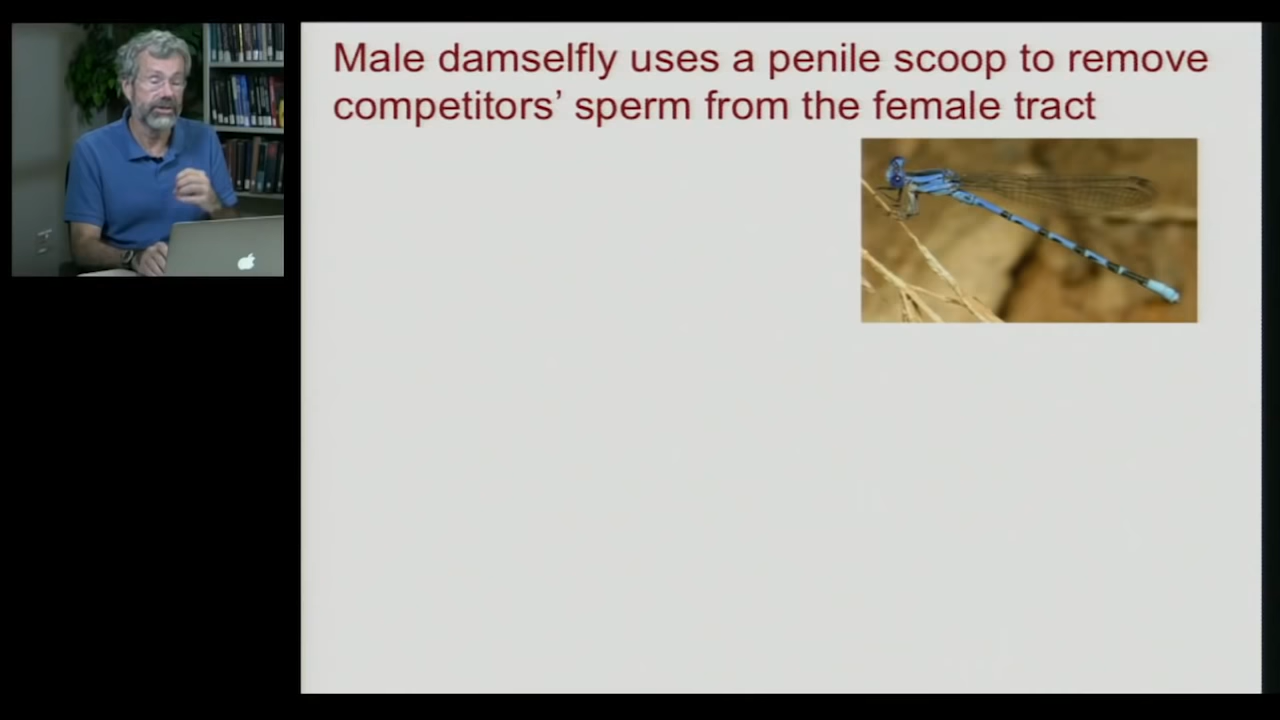 Male damselfly uses a penile scoop to remove
competitors’ sperm from the female tract